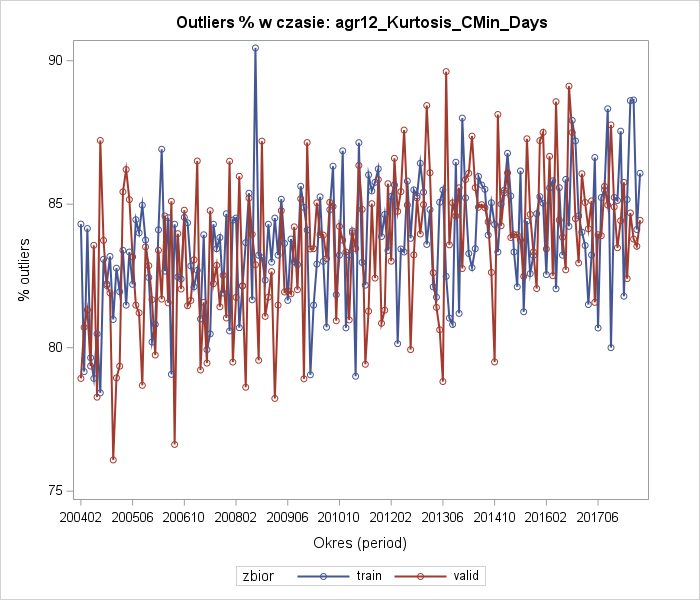 Outliers % w czasie: agr12_Kurtosis_CMin_Days
90
85
80
75
% outliers
200402 200506 200610 200802 200906 201010 201202 201306 201410 201602 201706
Okres (period)
zbior train valid